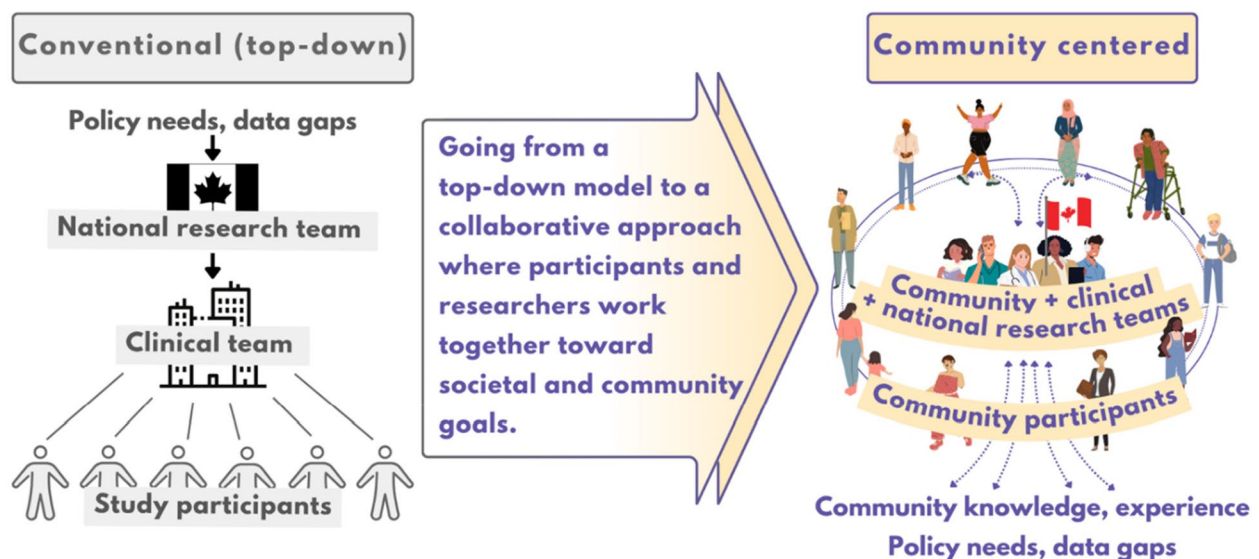 Conventional (top-down)
Policy needs, data gaps
National research team
Clinical team
Study participants
Going from a
top-down model to a
collaborative approach
where participants and
researchers work
together toward
societal and community
goals.
Community centered
Community + clinical
+ national research teams
Community participants
Community knowledge, experience
Policy needs, data gaps